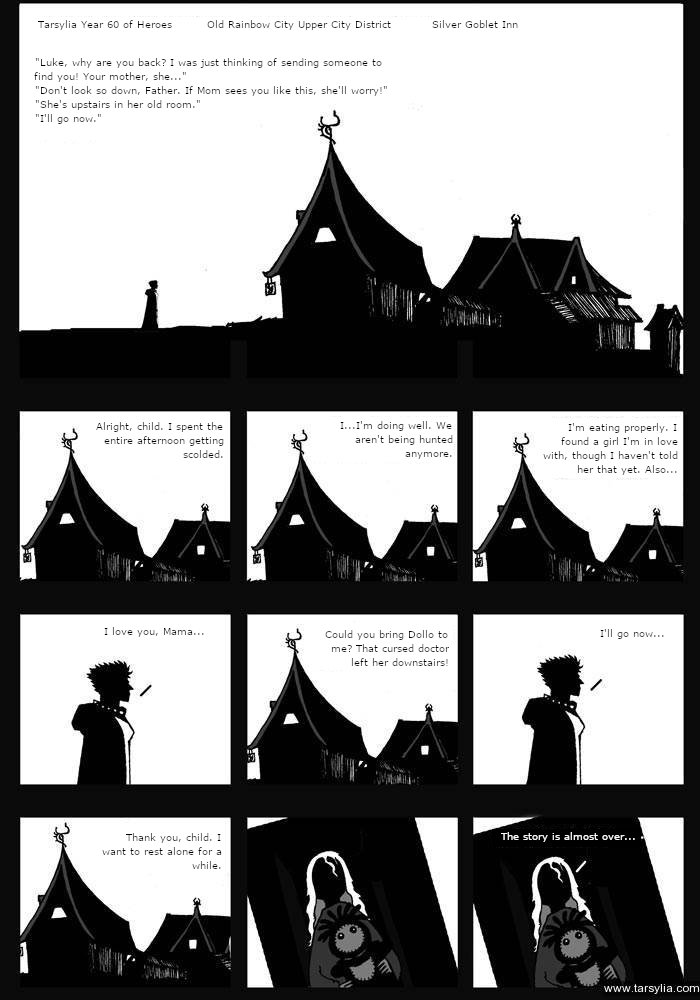 Tarsylia Year 60 of Heroes Old Rainbow City Upper City District Silver Goblet Inn
"Luke, why are you back? I was just thinking of sending someone to
find you! Your mother, she..."
"Don't look so down, Father. If Mom sees you like this, she'll worry!"
"She's upstairs in her old room."
"I'll go now."
Alright, child. I spent the
entire afternoon getting
scolded.
I...I'm doing well. We
aren't being hunted
anymore.
I'm eating properly. I
found a girl I'm in love
with, though I haven't told
her that yet. Also...
I love you, Mama...
Could you bring Dollo to
me? That cursed doctor
left her downstairs!
I'll go now...
Thank you, child. I
want to rest alone for a
while.
The story is almost over...
www.tarsylia.com